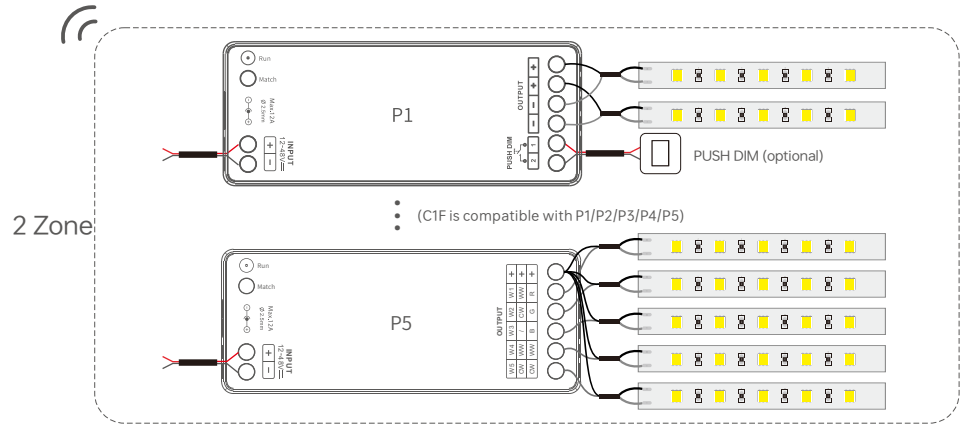 2 Zone
Run
Match
Max.12A
Ø 2.5mm
INPUT
12~48V
+
−
P1
OUTPUT
+
+
−
−
PUSH DIM
1
2
PUSH DIM (optional)
(C1F is compatible with P1/P2/P3/P4/P5)
Run
Match
Max.12A
Ø 2.5mm
INPUT
12~48V
+
−
P5
OUTPUT
+ + +
W1 WW R
W2 CW G
W3 / B
W4 WW WW
W5 CW CW